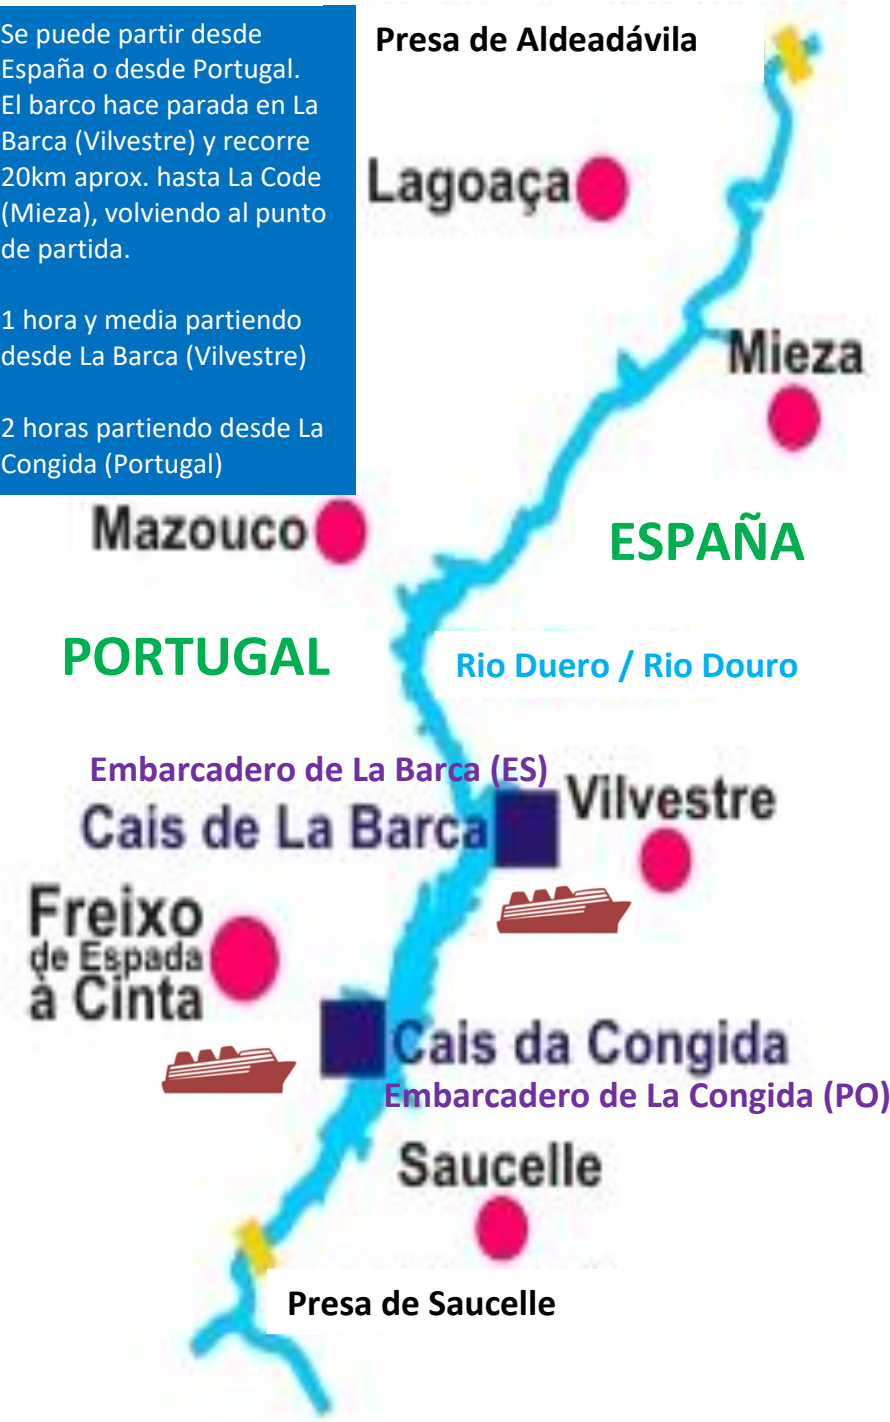 Se puede partir desde
España o desde Portugal.
El barco hace parada en La
Barca (Vilvestre) y recorre
20km aprox. hasta La Code
(Mieza), volviendo al punto
de partida.
1 hora y media partiendo
desde La Barca (Vilvestre)
2 horas partiendo desde La
Congida (Portugal)
Presa de Aldeadávila
Lagoaça
Mieza
Mazouco
ESPAÑA
PORTUGAL
Rio Duero / Rio Douro
Embarcadero de La Barca (ES)
Cais de La Barca
Vilvestre
Freixo
de Espada
à Cinta
Cais da Congida
Embarcadero de La Congida (PO)
Saucelle
Presa de Saucelle